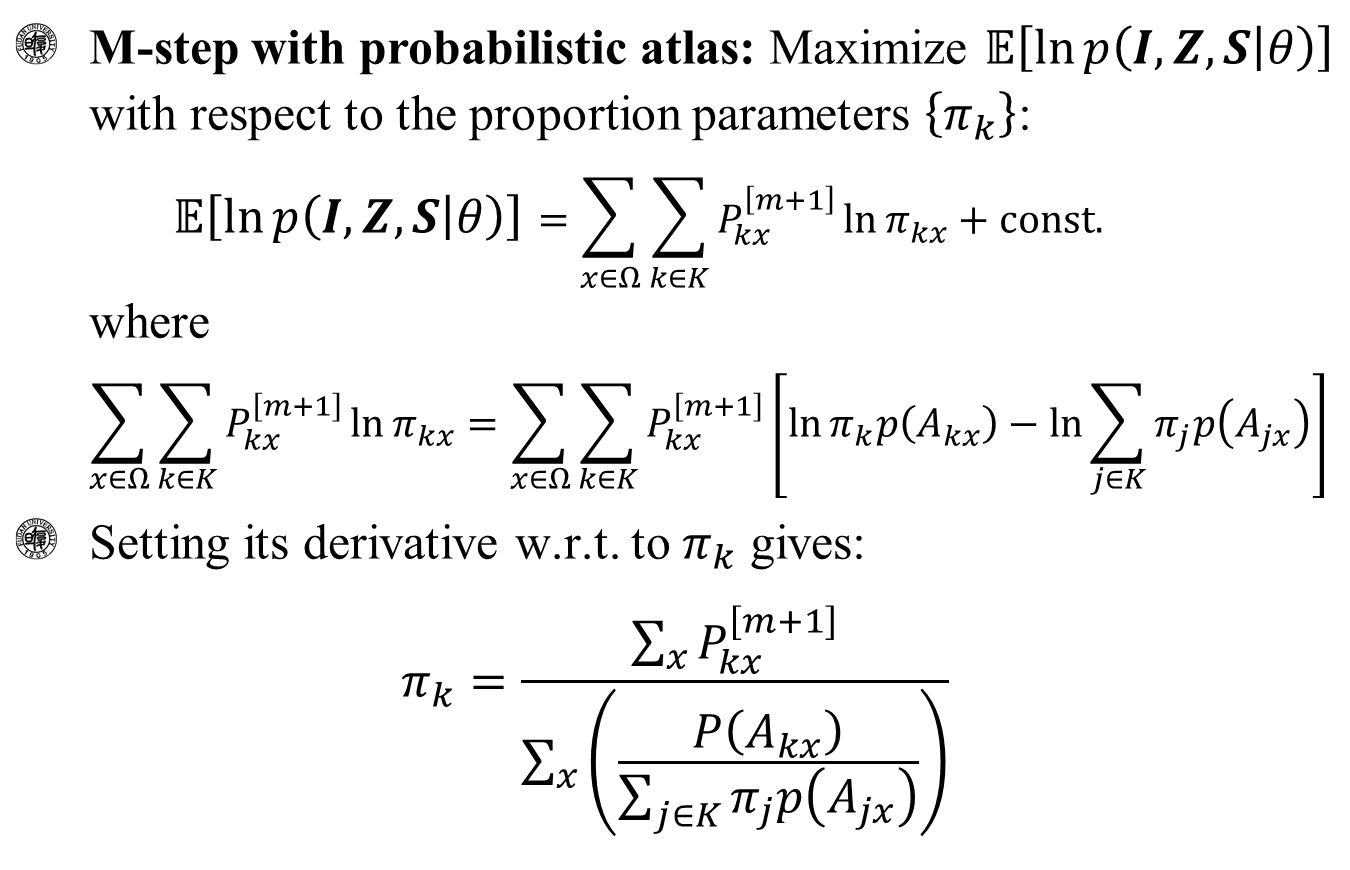 M-step with probabilistic atlas: Maximize 𝔼[ln p(I, Z, S|θ)]
with respect to the proportion parameters {π_k}:
𝔼[ln p(I, Z, S|θ)] = ∑_{x∈Ω} ∑_{k∈K} P_{kx}^{[m+1]} ln π_{kx} + const.
where
∑_{x∈Ω} ∑_{k∈K} P_{kx}^{[m+1]} ln π_{kx} = ∑_{x∈Ω} ∑_{k∈K} P_{kx}^{[m+1]} [ln π_k p(A_{kx}) − ln ∑_{j∈K} π_j p(A_{jx})]
Setting its derivative w.r.t. to π_k gives:
π_k = \frac{∑_x P_{kx}^{[m+1]}}{∑_x (\frac{P(A_{kx})}{∑_{j∈K} π_j p(A_{jx})})}